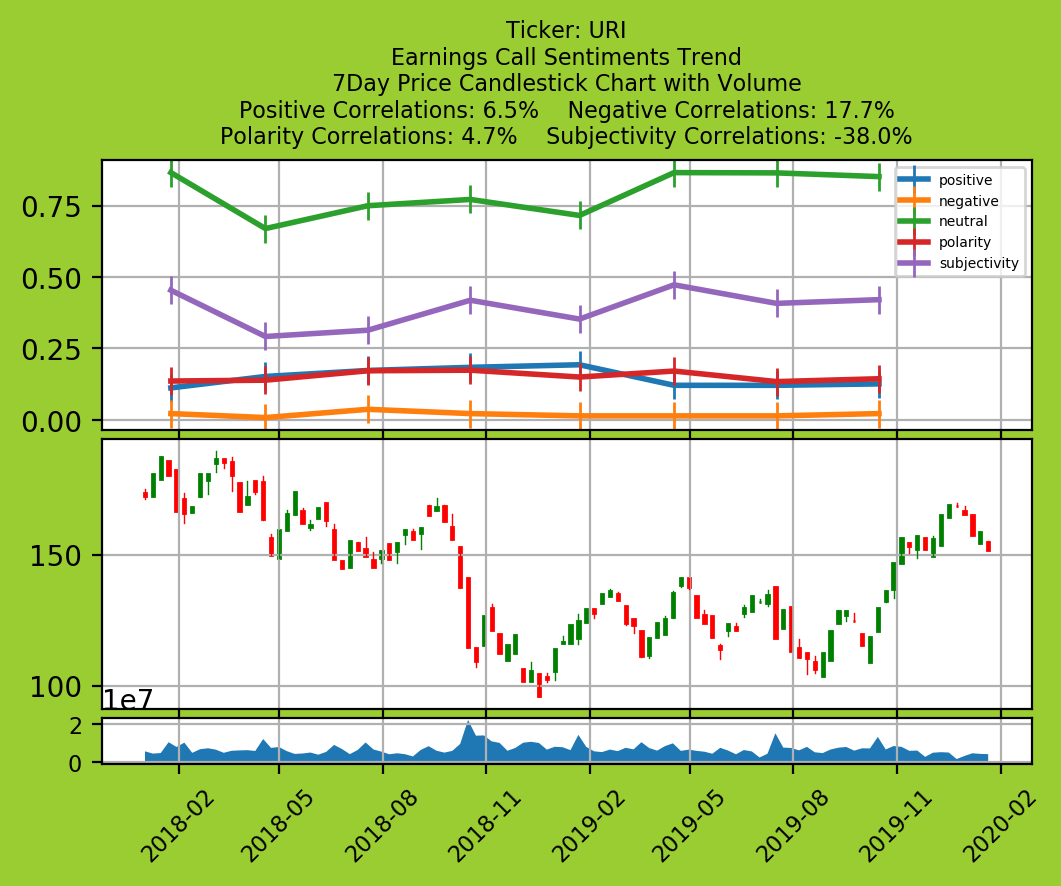 Ticker: URI
Earnings Call Sentiments Trend
7Day Price Candlestick Chart with Volume
Positive Correlations: 6.5%    Negative Correlations: 17.7%
Polarity Correlations: 4.7%    Subjectivity Correlations: -38.0%
0.75
0.50
0.25
0.00
positive
negative
neutral
polarity
subjectivity
150
100
1e7
2
0
2018-02
2018-05
2018-08
2018-11
2019-02
2019-05
2019-08
2019-11
2020-02